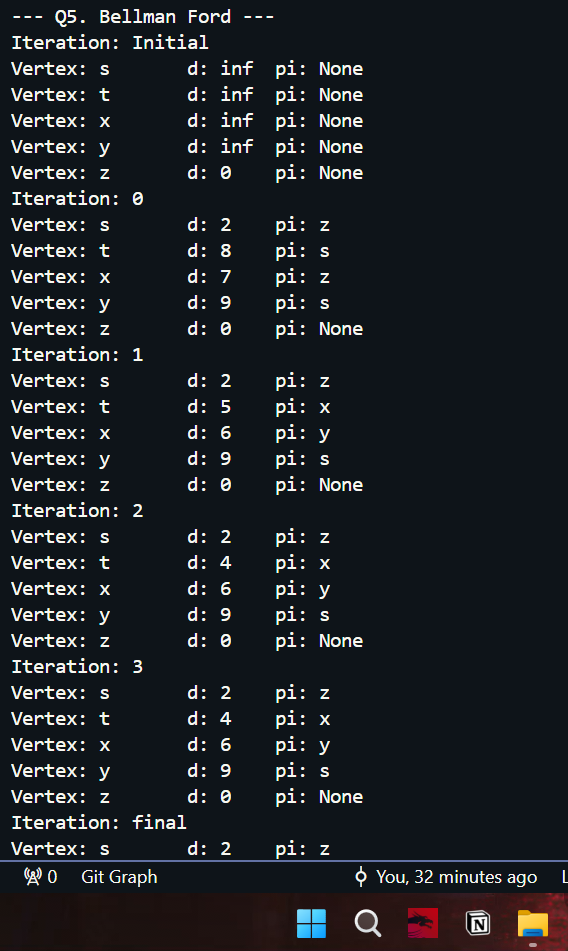 --- Q5. Bellman Ford ---
Iteration: Initial
Vertex: s d: inf pi: None
Vertex: t d: inf pi: None
Vertex: x d: inf pi: None
Vertex: y d: inf pi: None
Vertex: z d: 0 pi: None
Iteration: 0
Vertex: s d: 2 pi: z
Vertex: t d: 8 pi: s
Vertex: x d: 7 pi: z
Vertex: y d: 9 pi: s
Vertex: z d: 0 pi: None
Iteration: 1
Vertex: s d: 2 pi: z
Vertex: t d: 5 pi: x
Vertex: x d: 6 pi: y
Vertex: y d: 9 pi: s
Vertex: z d: 0 pi: None
Iteration: 2
Vertex: s d: 2 pi: z
Vertex: t d: 4 pi: x
Vertex: x d: 6 pi: y
Vertex: y d: 9 pi: s
Vertex: z d: 0 pi: None
Iteration: 3
Vertex: s d: 2 pi: z
Vertex: t d: 4 pi: x
Vertex: x d: 6 pi: y
Vertex: y d: 9 pi: s
Vertex: z d: 0 pi: None
Iteration: final
Vertex: s d: 2 pi: z
0 Git Graph You, 32 minutes ago L